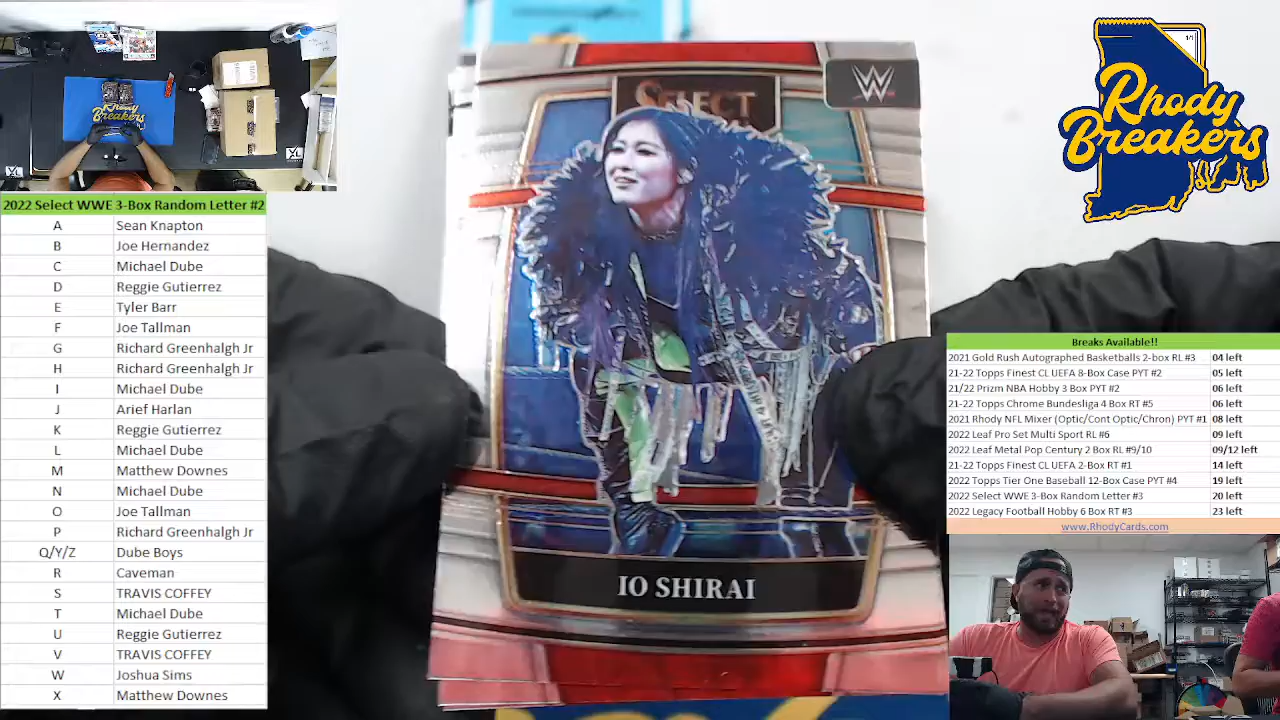 2022 Select WWE 3-Box Random Letter #2
A Sean Knapton
B Joe Hernandez
C Michael Dube
D Reggie Gutierrez
E Tyler Barr
F Joe Tallman
G Richard Greenhalgh Jr
H Richard Greenhalgh Jr
I Michael Dube
J Arief Harlan
K Reggie Gutierrez
L Michael Dube
M Matthew Downes
N Michael Dube
O Joe Tallman
P Richard Greenhalgh Jr
Q/Y/Z Dube Boys
R Caveman
S TRAVIS COFFEY
T Michael Dube
U Reggie Gutierrez
V TRAVIS COFFEY
W Joshua Sims
X Matthew Downes
Rhody
Breakers
SELECT
W
IO SHIRAI
Rhody
Breakers
Breaks Available!!
2021 Gold Rush Autographed Basketballs 2-box RL #3 04 left
21-22 Topps Finest CL UEFA 8-Box Case PYT #2 05 left
21/22 Prizm NBA Hobby 3 Box PYT #2 06 left
21-22 Topps Chrome Bundesliga 4 Box RT #5 06 left
2021 Rhody NFL Mixer (Optic/Cont Optic/Chron) PYT #1 08 left
2022 Leaf Pro Set Multi Sport RL #6 09 left
2022 Leaf Metal Pop Century 2 Box RL #9/10 09/12 left
21-22 Topps Finest CL UEFA 2-Box RT #1 14 left
2022 Topps Tier One Baseball 12-Box Case PYT #4 19 left
2022 Select WWE 3-Box Random Letter #3 20 left
2022 Legacy Football Hobby 6 Box RT #3 23 left
www.RhodyCards.com